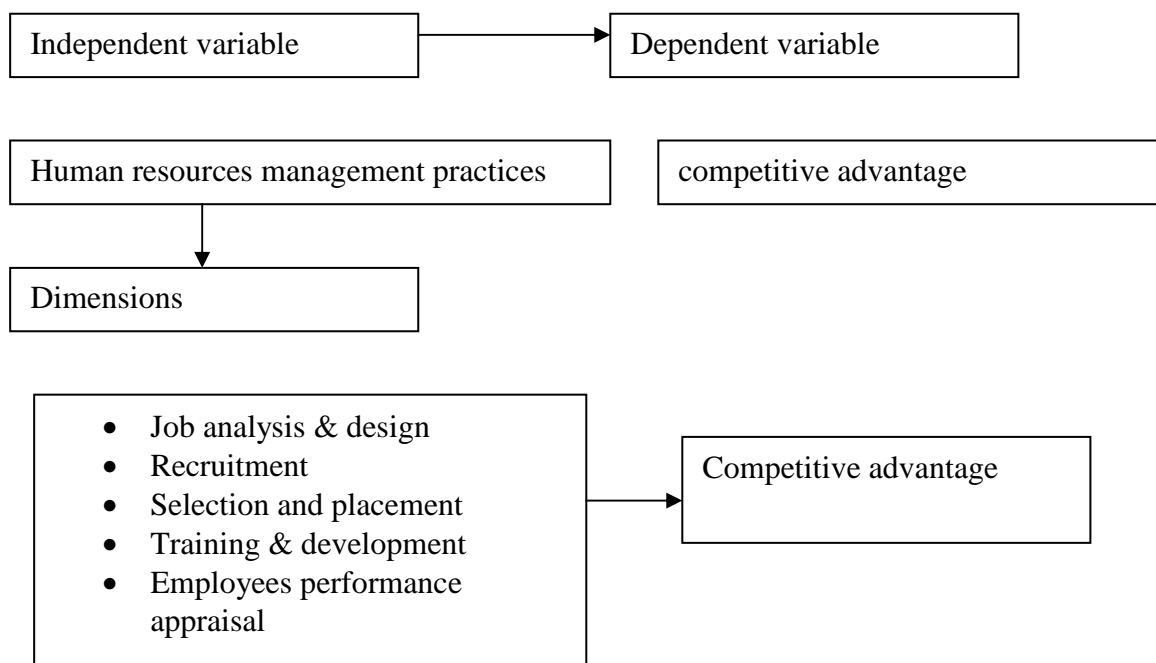 Independent variable
Dependent variable
Human resources management practices
competitive advantage
Dimensions
• Job analysis & design
• Recruitment
• Selection and placement
• Training & development
• Employees performance
appraisal
Competitive advantage